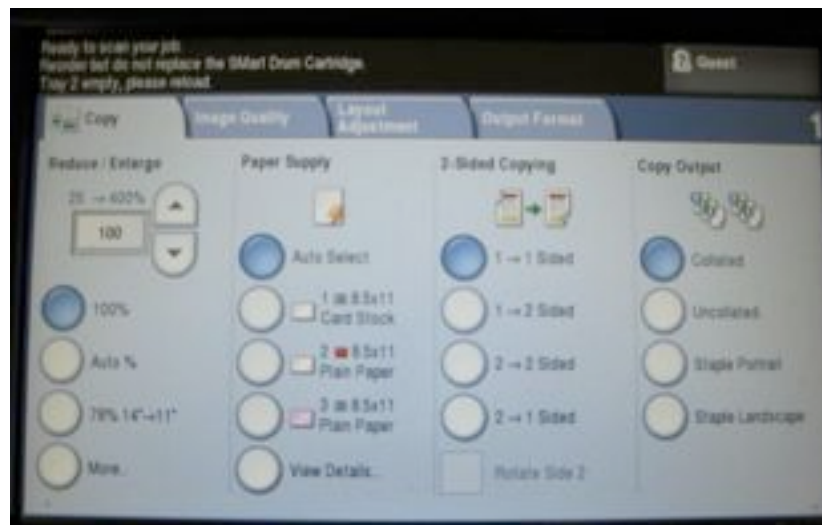 Ready to scan your job.
Reorder but do not replace the SMart Drum Cartridge.
Tray 2 empty, please reload.
Guest
Copy
Image Quality
Layout
Adjustment
Output Format
1
Reduce / Enlarge
25 → 400%
100
100%
Auto %
78% 14"→11"
More...
Paper Supply
Auto Select
1 8.5x11
Card Stock
2 8.5x11
Plain Paper
3 8.5x11
Plain Paper
View Details...
2-Sided Copying
1 → 1 Sided
1 → 2 Sided
2 → 2 Sided
2 → 1 Sided
Rotate Side 2
Copy Output
Collated
Uncollated
Staple Portrait
Staple Landscape